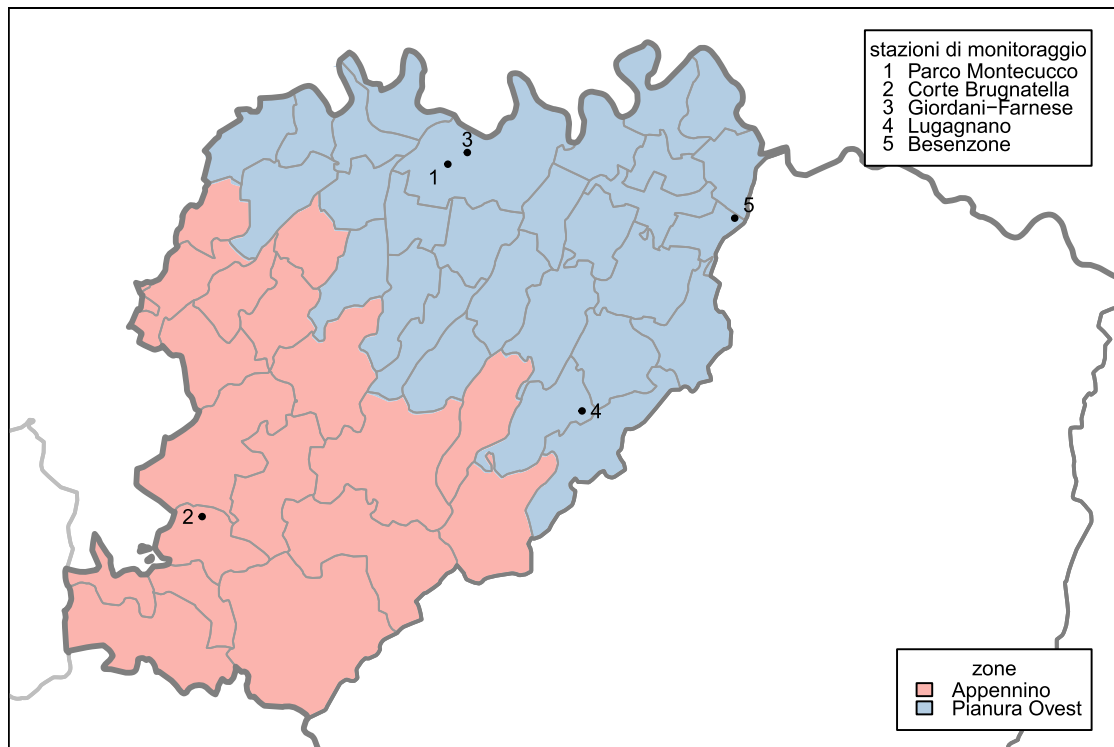 stazioni di monitoraggio
1 Parco Montecucco
2 Corte Brugnatella
3 Giordani−Farnese
4 Lugagnano
5 Besenzone
3
1
5
4
2
zone
Appennino
Pianura Ovest